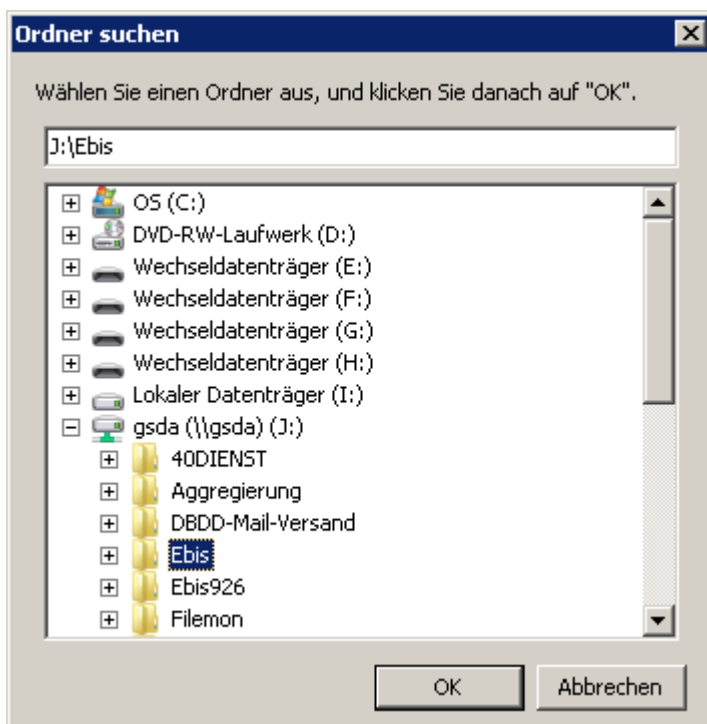 Ordner suchen
Wählen Sie einen Ordner aus, und klicken Sie danach auf "OK".
J:\Ebis
OS (C:)
DVD-RW-Laufwerk (D:)
Wechseldatenträger (E:)
Wechseldatenträger (F:)
Wechseldatenträger (G:)
Wechseldatenträger (H:)
Lokaler Datenträger (I:)
gsda (\\gsda) (J:)
40DIENST
Aggregierung
DBDD-Mail-Versand
Ebis
Ebis926
Filemon
OK Abbrechen